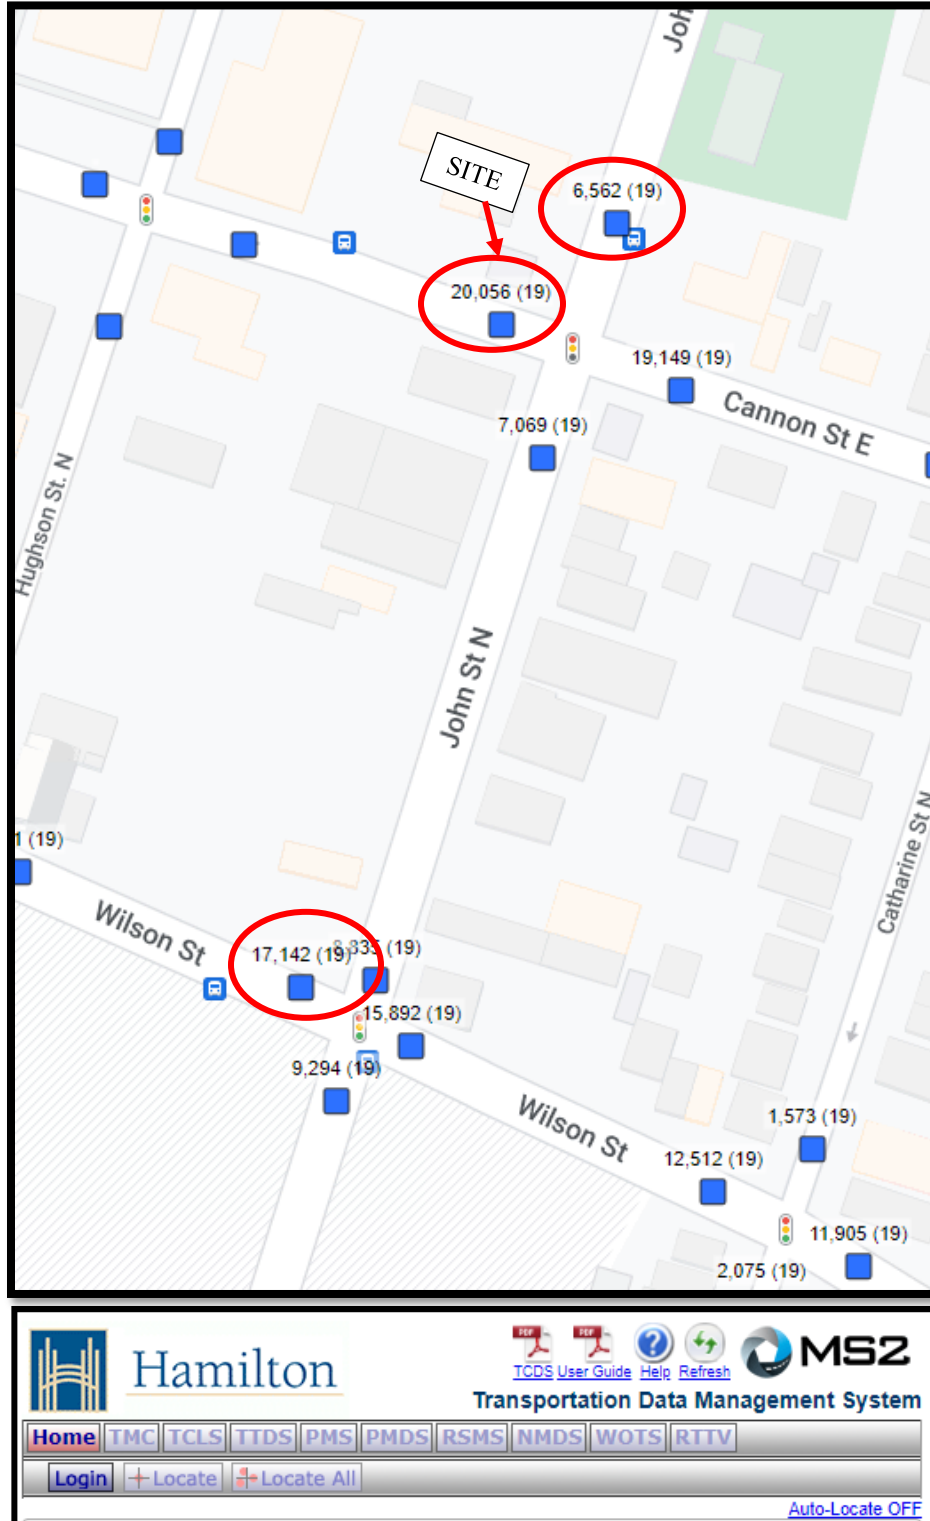 Joh
SITE
6,562 (19)
20,056 (19)
19,149 (19)
Cannon St E
7,069 (19)
Hughson St. N
John St N
Catharine St N
1 (19)
Wilson St
17,142 (19)
335 (19)
15,892 (19)
9,294 (19)
Wilson St
1,573 (19)
12,512 (19)
11,905 (19)
2,075 (19)
Hamilton
PDF PDF
TCDS User Guide Help Refresh
MS2
Transportation Data Management System
Home TMC TCLS TTDS PMS PMDS RSMS NMDS WOTS RTTV
Login Locate Locate All
Auto-Locate OFF